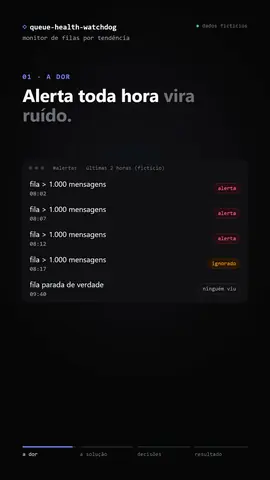 queue-health-watchdog
dados fictícios
monitor de filas por tendência
01 · A DOR
Alerta toda hora vira
ruído.
#alertas · últimas 2 horas (fictício)
fila > 1.000 mensagens
08:02
alerta
fila > 1.000 mensagens
08:07
alerta
fila > 1.000 mensagens
08:12
alerta
fila > 1.000 mensagens
08:17
ignorado
fila parada de verdade
09:40
ninguém viu
a dor
a solução
decisões
resultado